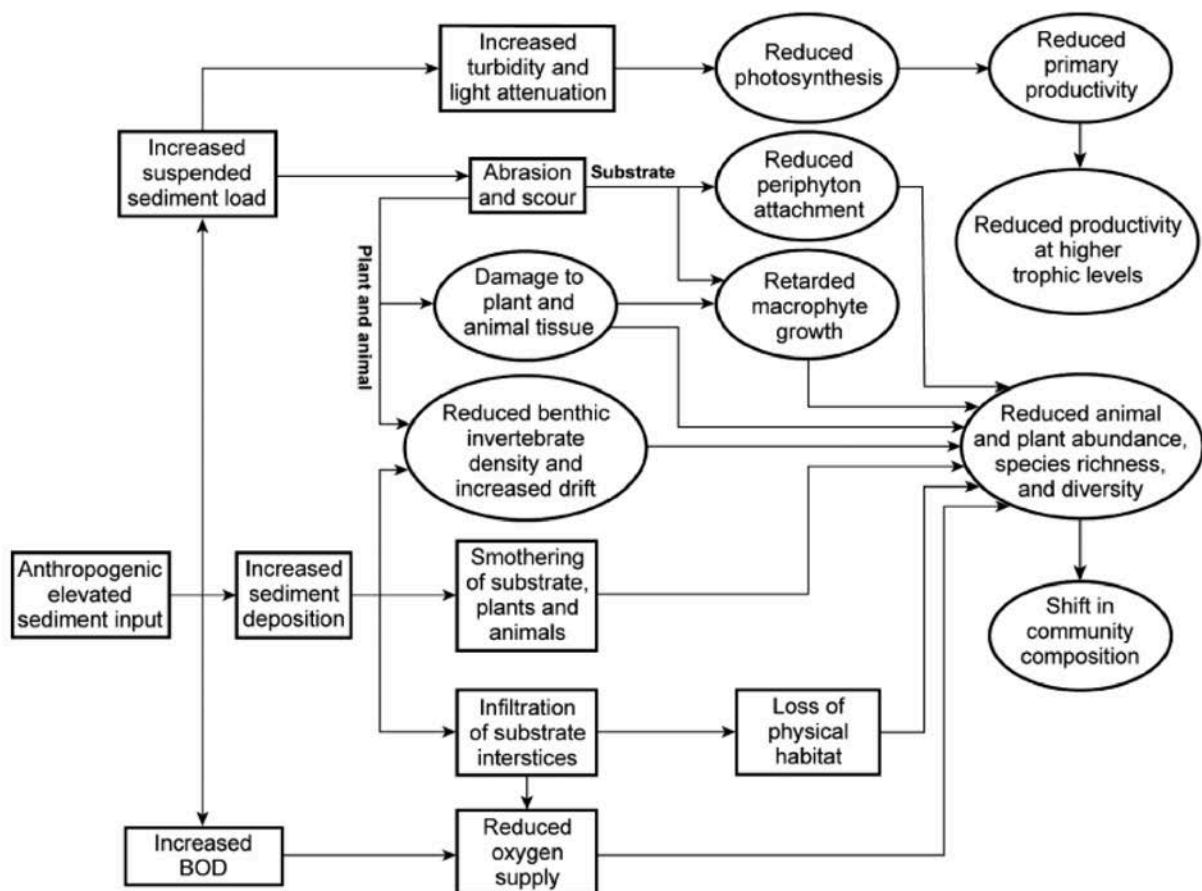 Increased
turbidity and
light attenuation
Reduced
photosynthesis
Reduced
primary
productivity
Increased
suspended
sediment load
Abrasion
and scour
Substrate
Reduced
periphyton
attachment
Reduced productivity
at higher
trophic levels
Plant and animal
Damage to
plant and
animal tissue
Retarded
macrophyte
growth
Reduced benthic
invertebrate
density and
increased drift
Reduced animal
and plant abundance,
species richness,
and diversity
Anthropogenic
elevated
sediment input
Increased
sediment
deposition
Smothering
of substrate,
plants and
animals
Shift in
community
composition
Infiltration
of substrate
interstices
Loss of
physical
habitat
Increased
BOD
Reduced
oxygen
supply